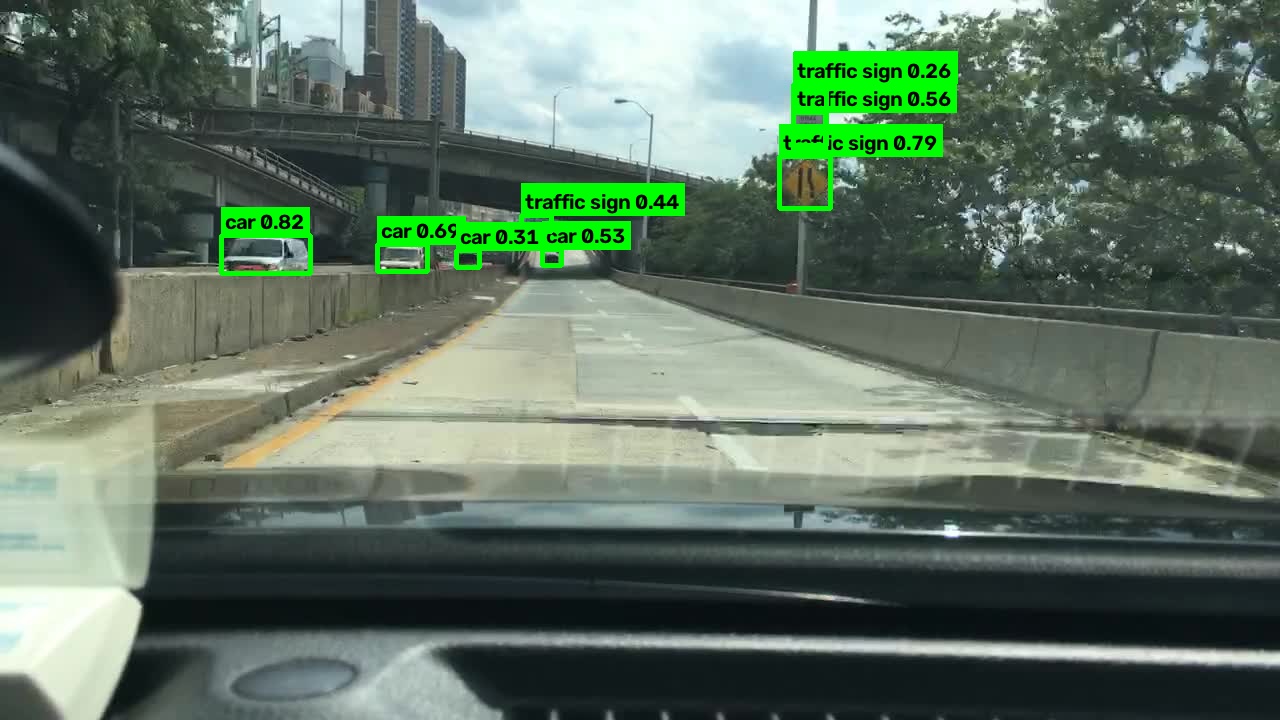 traffic sign 0.26
traffic sign 0.56
traffic sign 0.79
traffic sign 0.44
car 0.82
car 0.69
car 0.31
car 0.53